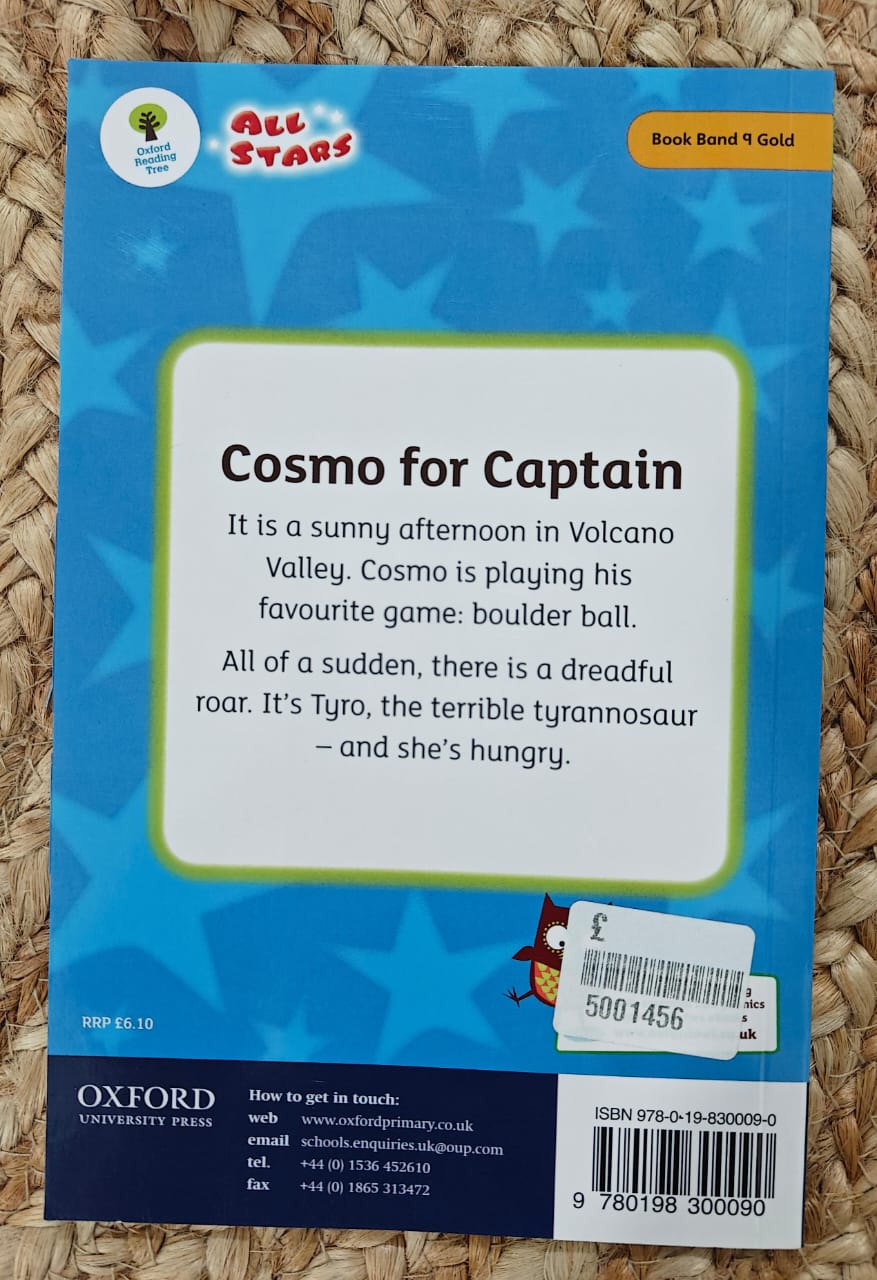 Oxford
Reading
Tree
ALL
STARS
Book Band 9 Gold
Cosmo for Captain
It is a sunny afternoon in Volcano
Valley. Cosmo is playing his
favourite game: boulder ball.
All of a sudden, there is a dreadful
roar. It's Tyro, the terrible tyrannosaur
– and she's hungry.
£
5001456
RRP £6.10
OXFORD
UNIVERSITY PRESS
How to get in touch:
web www.oxfordprimary.co.uk
email schools.enquiries.uk@oup.com
tel. +44 (0) 1536 452610
fax +44 (0) 1865 313472
ISBN 978-0-19-830009-0
9 780198 300090